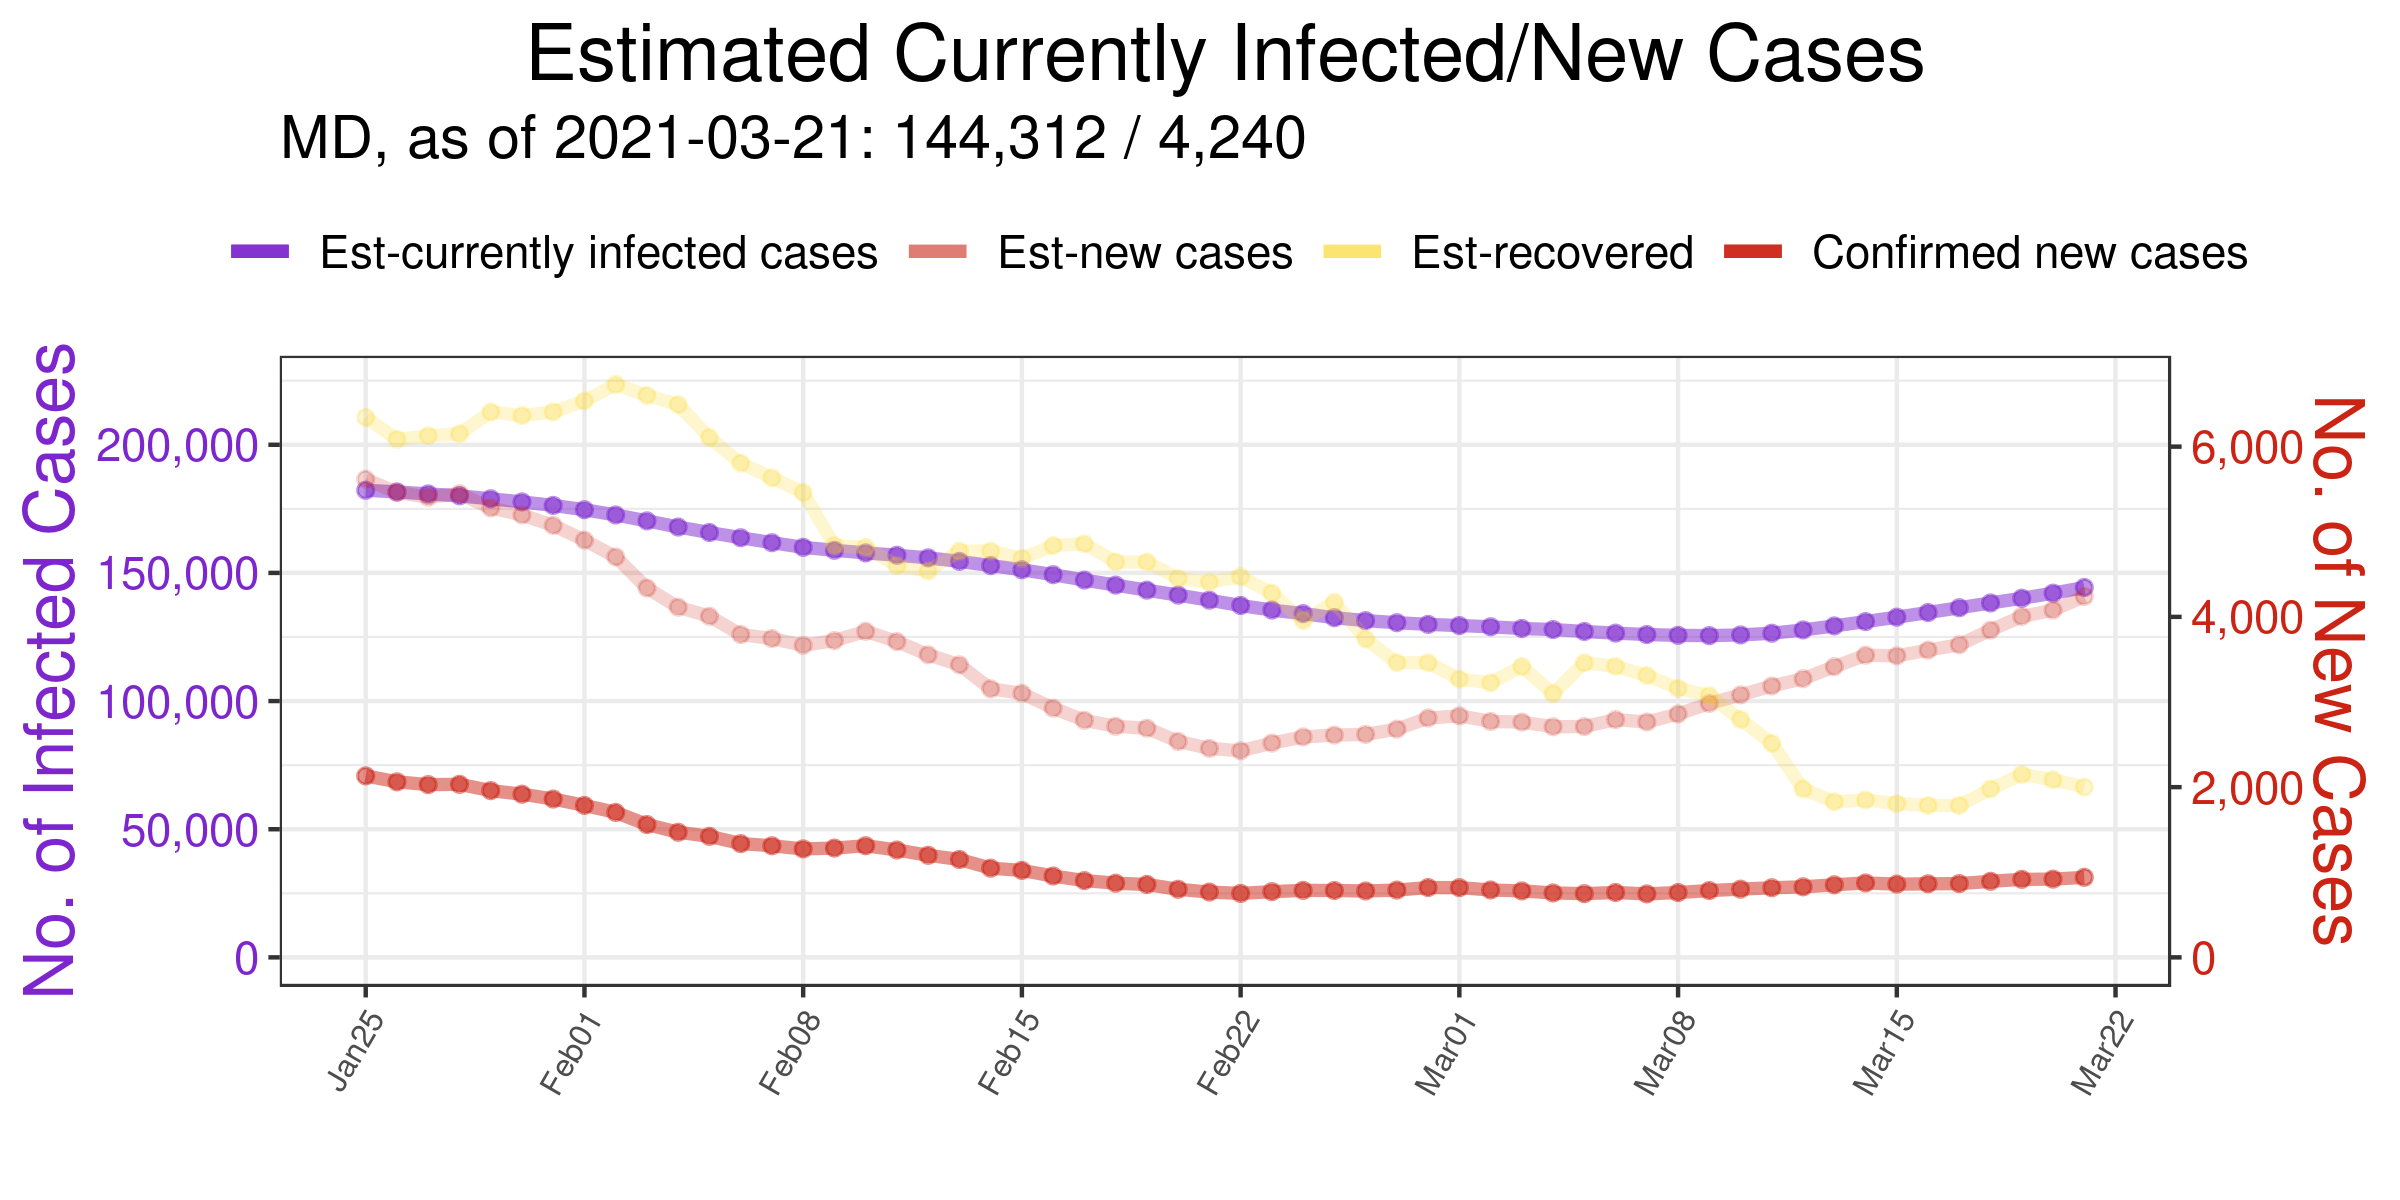 Estimated Currently Infected/New Cases
MD, as of 2021-03-21: 144,312 / 4,240
Est-currently infected cases Est-new cases Est-recovered Confirmed new cases
No. of Infected Cases
200,000
150,000
100,000
50,000
0
6,000
4,000
2,000
0
No. of New Cases
Jan25
Feb01
Feb08
Feb15
Feb22
Mar01
Mar08
Mar15
Mar22